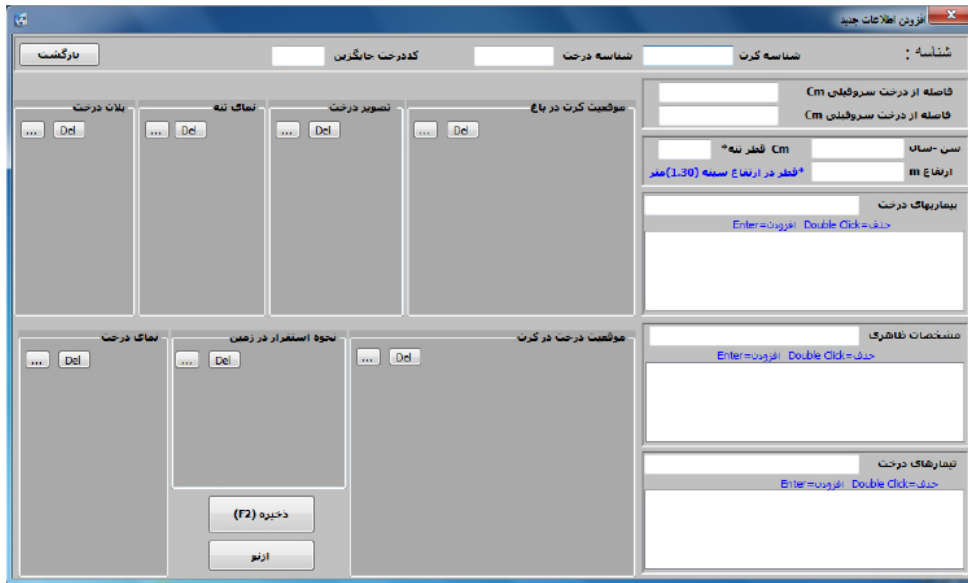 افزودن اطلاعات جدید
شناسه :
شناسه کرت
شناسه درخت
کددرخت جایگزین
بازگشت
فاصله از درخت سروقبلی Cm
فاصله از درخت سروقبلی Cm
سن -سال
Cm قطر تنه*
ارتفاع m
*قطر در ارتفاع سینه (1.30)متر
بیماریهای درخت
حذف=Double Click افزودن=Enter
مشخصات ظاهری
حذف=Double Click افزودن=Enter
تیمارهای درخت
حذف=Double Click افزودن=Enter
موقعیت کرت در باغ
Del ...
تصویر درخت
Del ...
نمای تنه
Del ...
پلان درخت
Del ...
موقعیت درخت در کرت
Del ...
نحوه استقرار در زمین
Del ...
نمای درخت
Del ...
ذخیره (F2)
ازنو